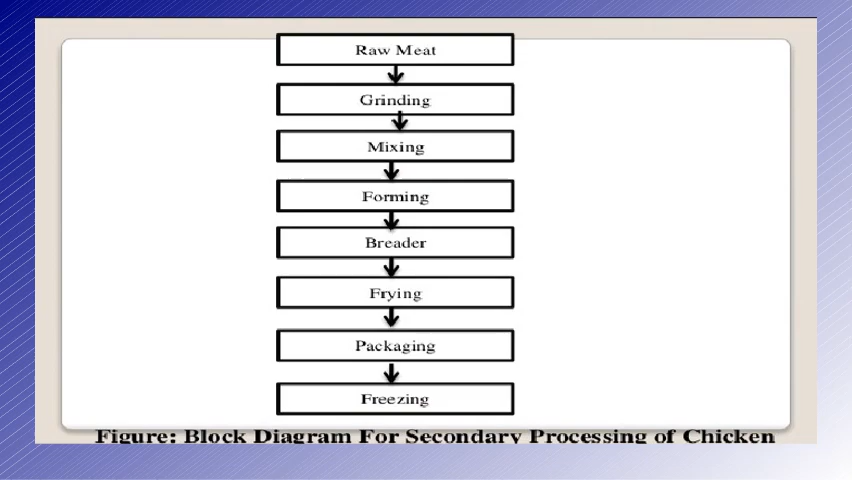 Raw Meat
Grinding
Mixing
Forming
Breader
Frying
Packaging
Freezing
Figure: Block Diagram For Secondary Processing of Chicken